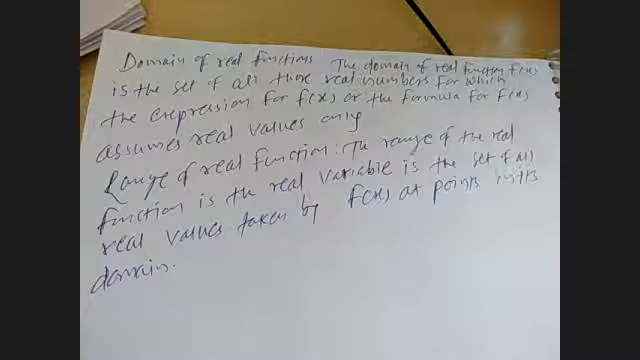 Domain of real functions The domain of real function f(x)
is the set of all those real numbers for which
the expression for f(x) or the formula for f(x)
assumes real values only
Range of real function: The range of the real
function is the real variable is the set of all
real values taken by f(x) at points in its
domain.